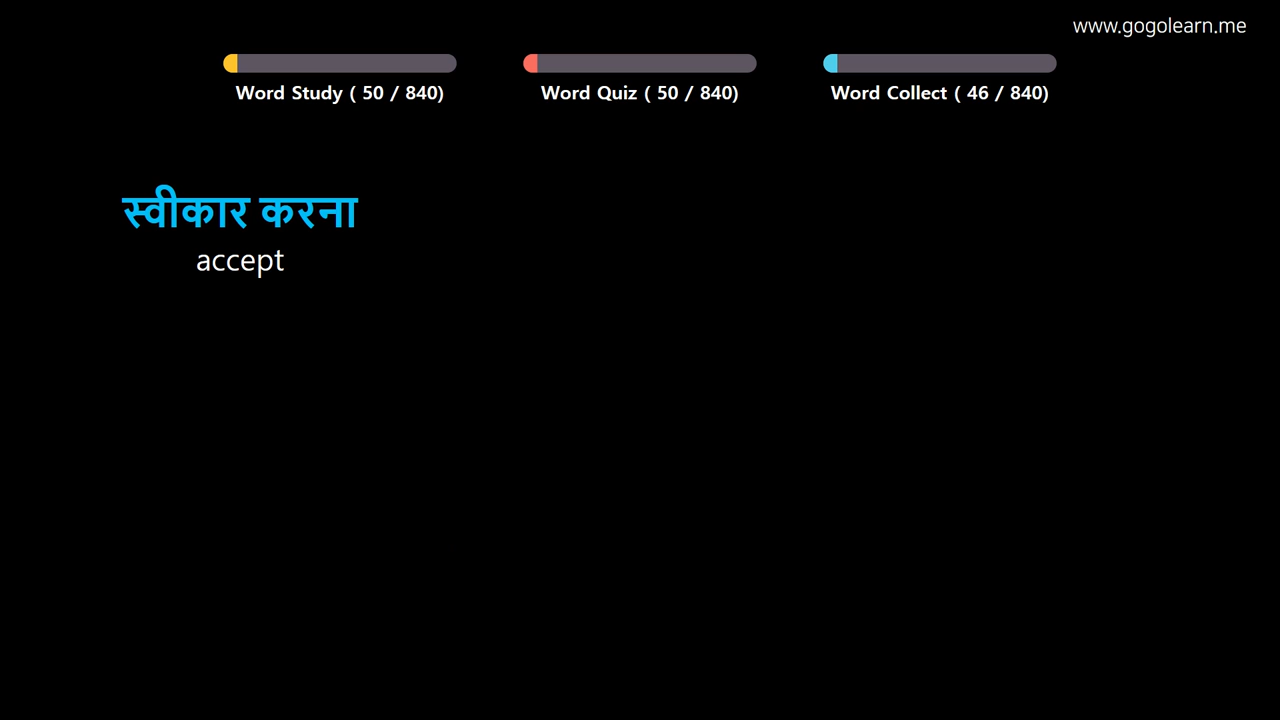 www.gogolearn.me
Word Study ( 50 / 840)
Word Quiz ( 50 / 840)
Word Collect ( 46 / 840)
स्वीकार करना
accept